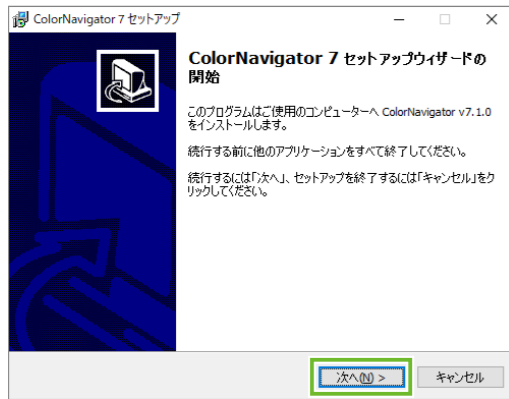 ColorNavigator 7 セットアップ
ColorNavigator 7 セットアップウィザードの
開始
このプログラムはご使用のコンピューターへ ColorNavigator v7.1.0
をインストールします。
続行する前に他のアプリケーションをすべて終了してください。
続行するには「次へ」、セットアップを終了するには「キャンセル」をク
リックしてください。
次へ(N) >
キャンセル